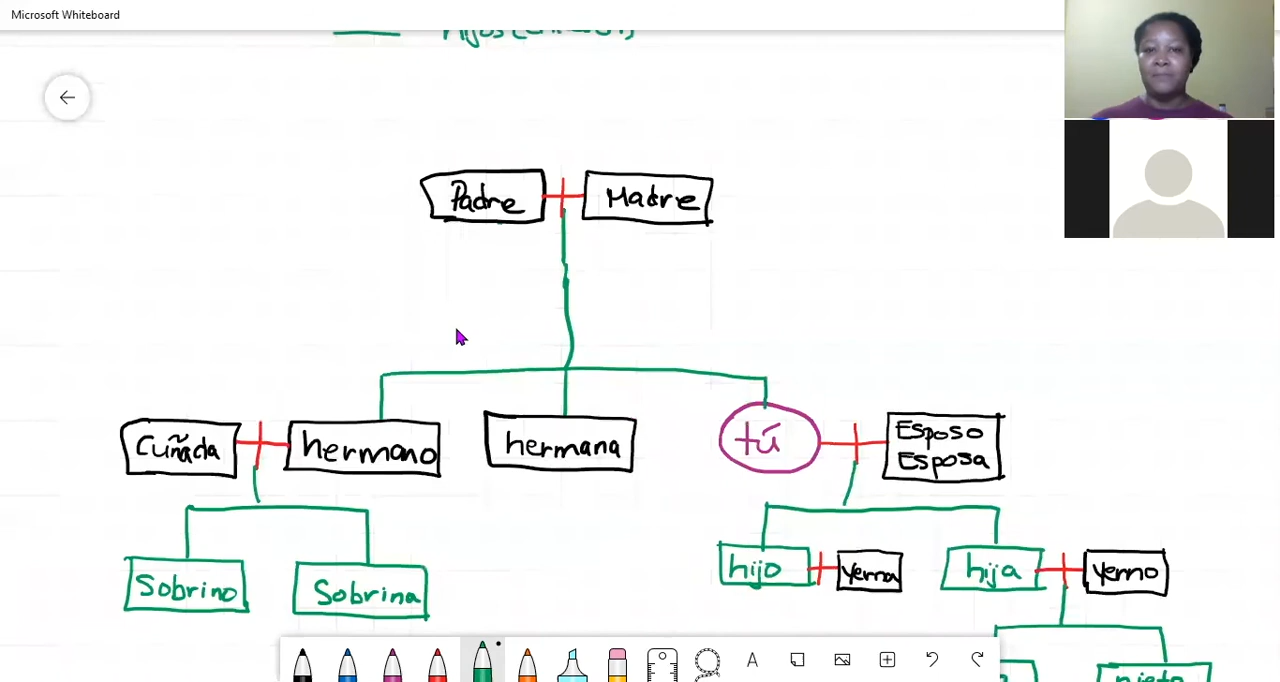 Microsoft Whiteboard
Padre
Madre
Cuñada
hermano
hermana
tú
Esposo
Esposa
hijo
yerna
hija
yerno
Sobrino
Sobrina
A